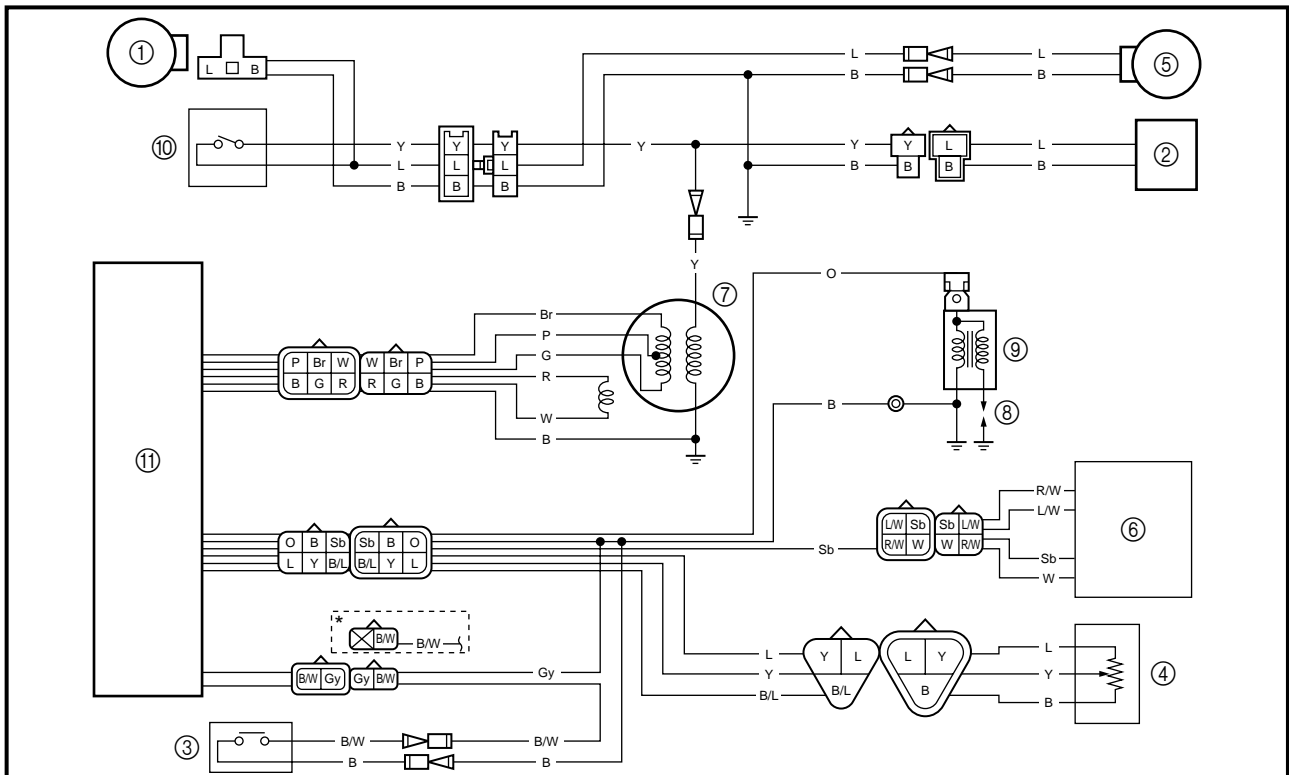 ①
L B
L L
⑤
B B
⑩
Y Y Y Y Y Y L L
②
L L L
B B B B B B B
Y
O
⑦
Br
P
G
R
W
B
P Br W W Br P
B G R R G B
⑨
⑧
B
⑪
R/W
L/W
L/W Sb Sb L/W
R/W W W R/W
Sb
W
⑥
O B Sb Sb B O
L Y B/L B/L Y L
Sb
*
B/W B/W
B/W Gy Gy B/W
Gy
L Y L L Y L
Y Y
B/L B/L B B
④
③
B/W B/W
B B